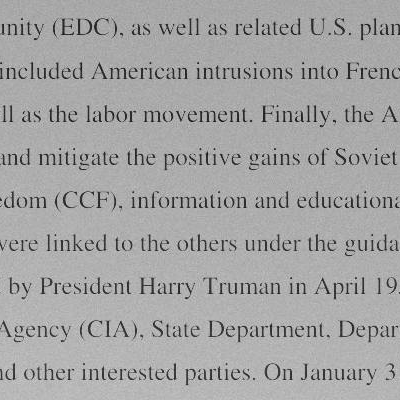 unity (EDC), as well as related U.S. plan
included American intrusions into Frenc
ll as the labor movement. Finally, the A
and mitigate the positive gains of Soviet
edom (CCF), information and educationa
were linked to the others under the guida
by President Harry Truman in April 19
Agency (CIA), State Department, Depar
nd other interested parties. On January 3